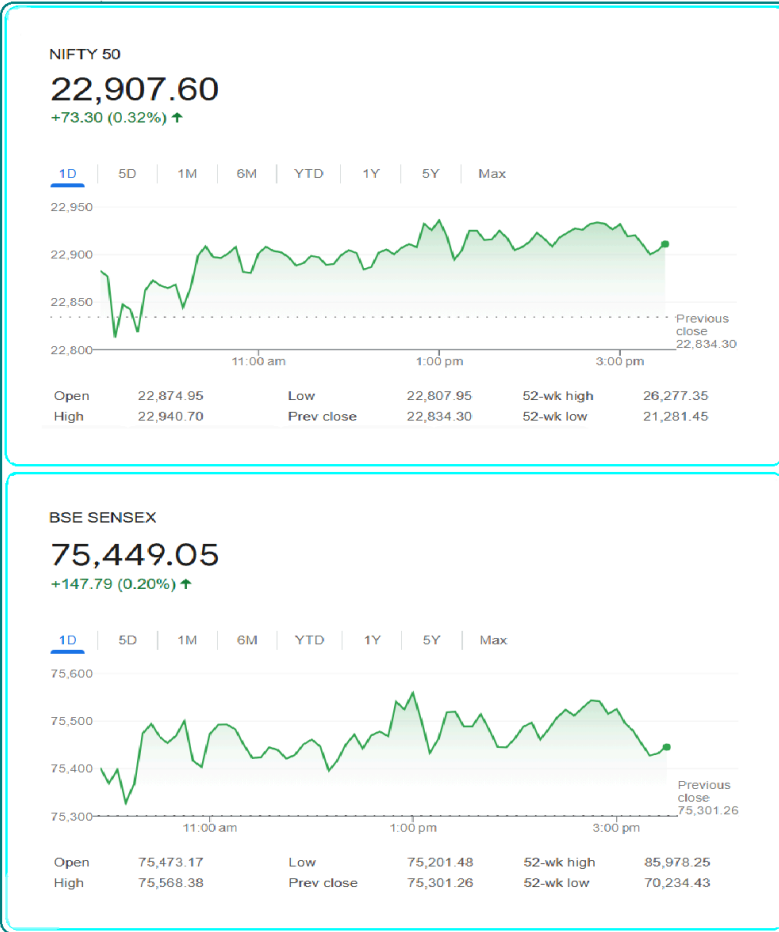 NIFTY 50
22,907.60
+73.30 (0.32%) ↑
1D 5D 1M 6M YTD 1Y 5Y Max
22,950
22,900
22,850
22,800
Previous
close
22,834.30
11:00 am 1:00 pm 3:00 pm
Open 22,874.95 Low 22,807.95 52-wk high 26,277.35
High 22,940.70 Prev close 22,834.30 52-wk low 21,281.45
BSE SENSEX
75,449.05
+147.79 (0.20%) ↑
1D 5D 1M 6M YTD 1Y 5Y Max
75,600
75,500
75,400
75,300
Previous
close
75,301.26
11:00 am 1:00 pm 3:00 pm
Open 75,473.17 Low 75,201.48 52-wk high 85,978.25
High 75,568.38 Prev close 75,301.26 52-wk low 70,234.43